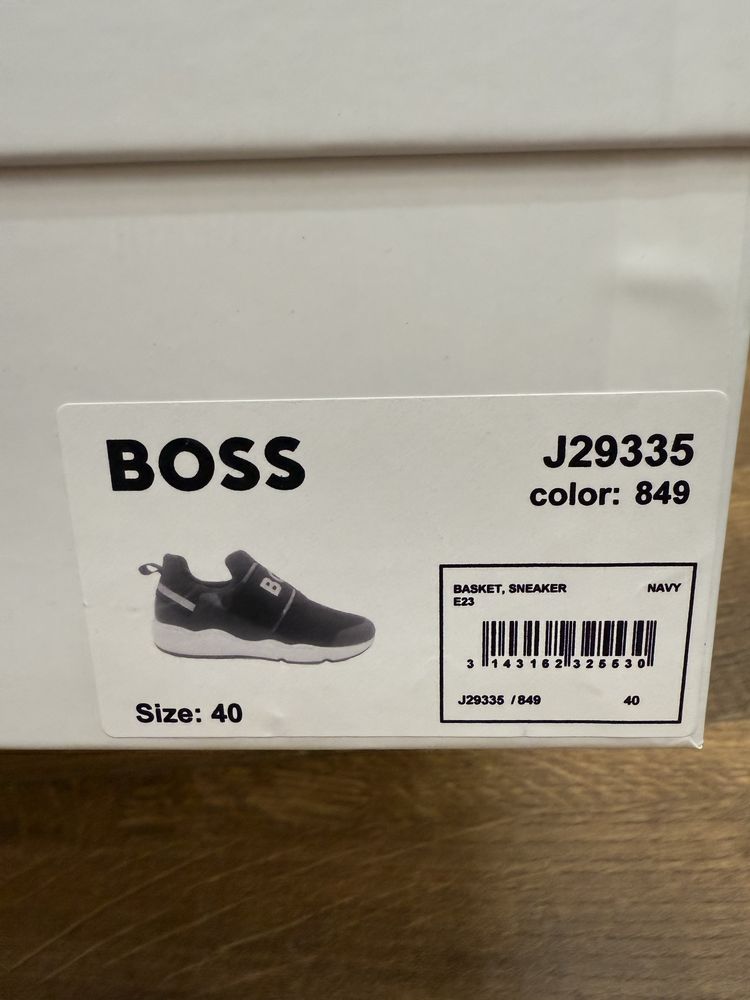 BOSS
J29335
color: 849
BASKET, SNEAKER NAVY
E23
3 143162 325530
J29335 / 849 40
Size: 40